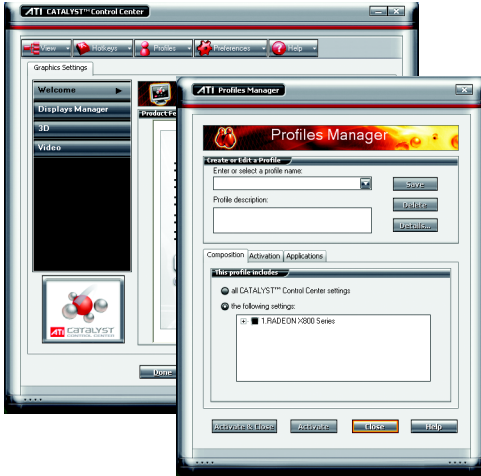 ATI CATALYST™ Control Center
View
Hotkeys
Profiles
Preferences
Help
Graphics Settings
Welcome
Displays Manager
3D
Video
Product Fe
ATI CATALYST
CONTROL CENTER
Done
ATI Profiles Manager
Profiles Manager
Create or Edit a Profile
Enter or select a profile name:
Save
Profile description:
Delete
Details...
Composition
Activation
Applications
This profile includes
all CATALYST™ Control Center settings
the following settings:
1.RADEON X800 Series
Activate & Close
Activate
Close
Help